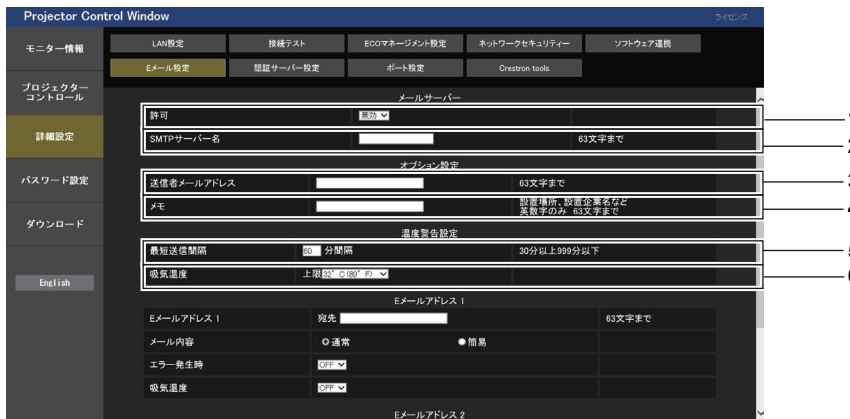 Projector Control Window
ライセンス
モニター情報
プロジェクター
コントロール
詳細設定
パスワード設定
ダウンロード
English
LAN設定
接続テスト
ECOマネージメント設定
ネットワークセキュリティー
ソフトウェア連携
Eメール設定
認証サーバー設定
ポート設定
Crestron tools
メールサーバー
許可
無効
SMTPサーバー名
63文字まで
2
オプション設定
送信者メールアドレス
63文字まで
3
メモ
設置場所、設置企業名など
英数字のみ 63文字まで
4
温度警告設定
最短送信間隔
60 分間隔
30分以上999分以下
吸気温度
上限 32°C(89°F)
Eメールアドレス 1
Eメールアドレス 1
宛先
63文字まで
メール内容
通常
簡易
エラー発生時
OFF
吸気温度
OFF
Eメールアドレス 2